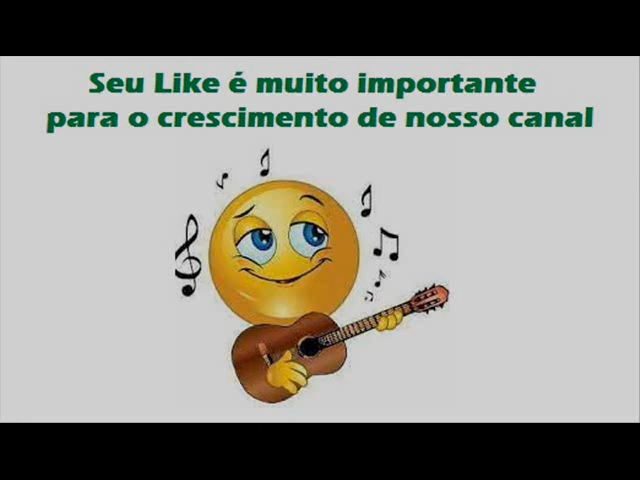 Seu Like é muito importante
para o crescimento de nosso canal